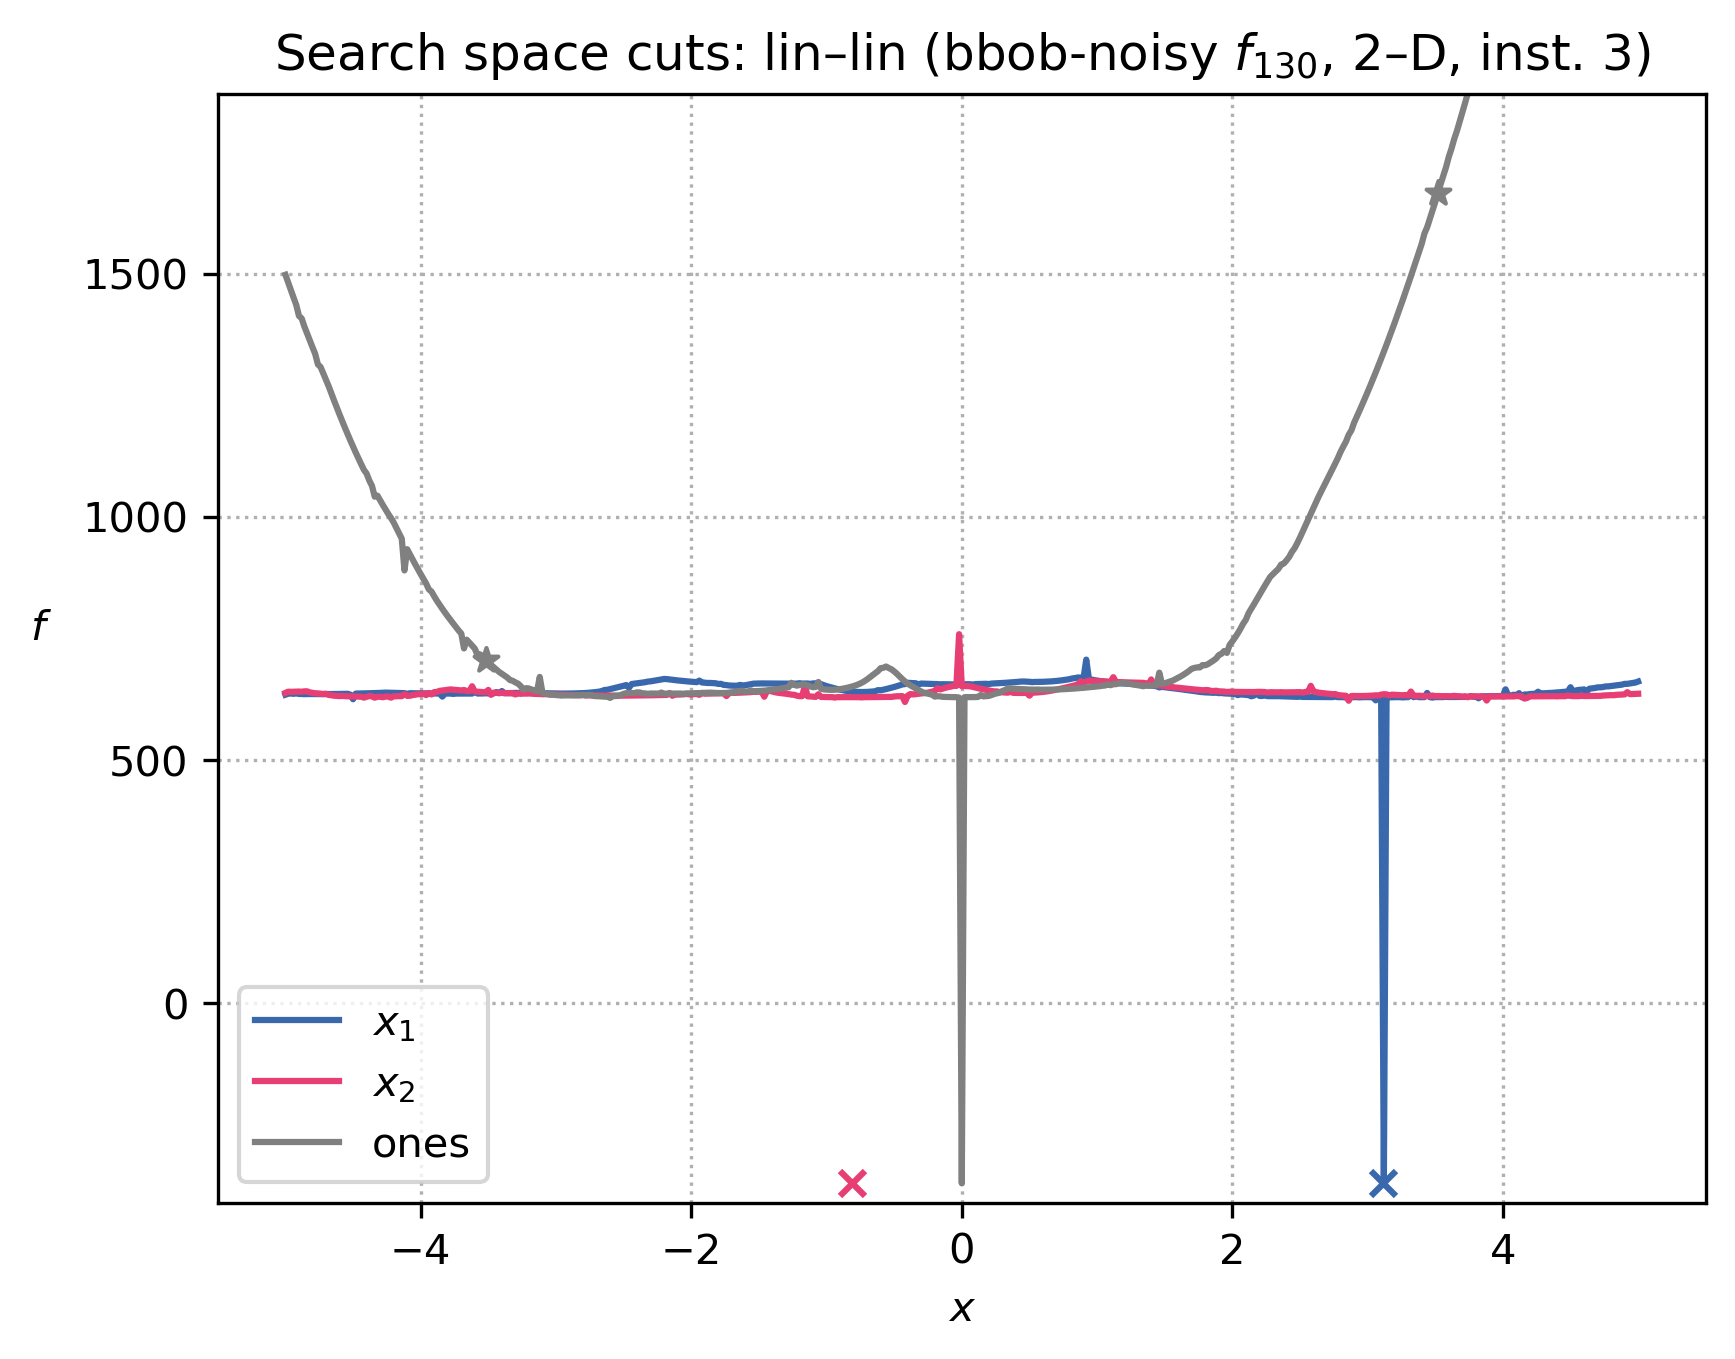 Search space cuts: lin–lin (bbob-noisy f₁₃₀, 2–D, inst. 3)
1500
1000
500
0
f
x₁
x₂
ones
−4
−2
0
2
4
x